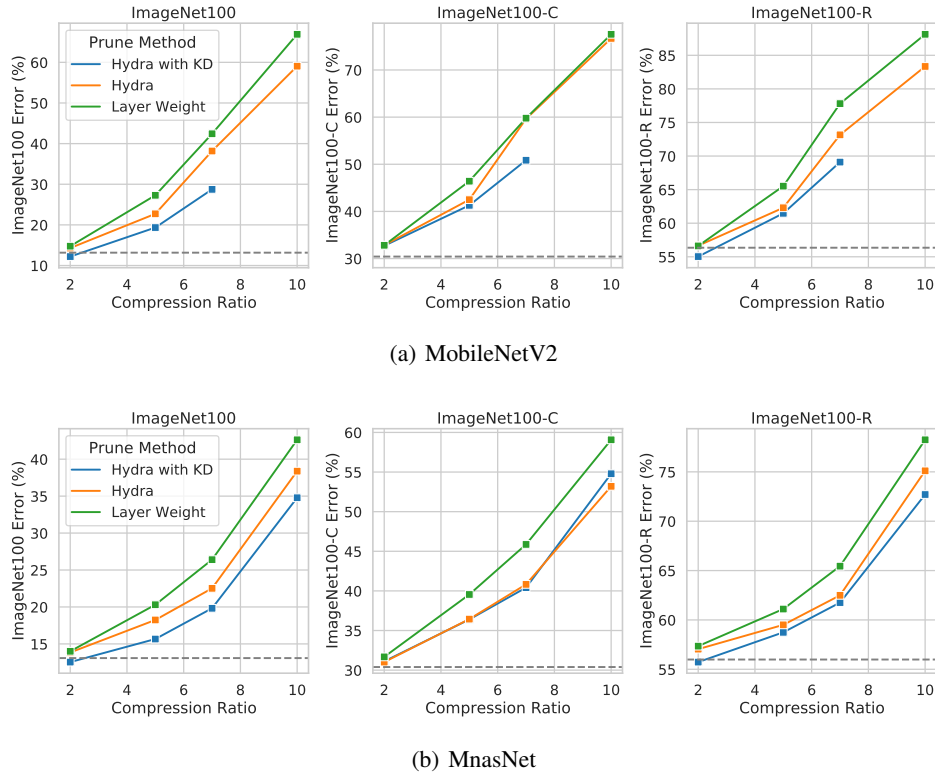 ImageNet100
ImageNet100 Error (%)
60
50
40
30
20
10
Prune Method
Hydra with KD
Hydra
Layer Weight
2 4 6 8 10
Compression Ratio
ImageNet100-C
ImageNet100-C Error (%)
70
60
50
40
30
2 4 6 8 10
Compression Ratio
ImageNet100-R
ImageNet100-R Error (%)
85
80
75
70
65
60
55
2 4 6 8 10
Compression Ratio
(a) MobileNetV2
ImageNet100
ImageNet100 Error (%)
40
35
30
25
20
15
Prune Method
Hydra with KD
Hydra
Layer Weight
2 4 6 8 10
Compression Ratio
ImageNet100-C
ImageNet100-C Error (%)
60
55
50
45
40
35
30
2 4 6 8 10
Compression Ratio
ImageNet100-R
ImageNet100-R Error (%)
75
70
65
60
55
2 4 6 8 10
Compression Ratio
(b) MnasNet